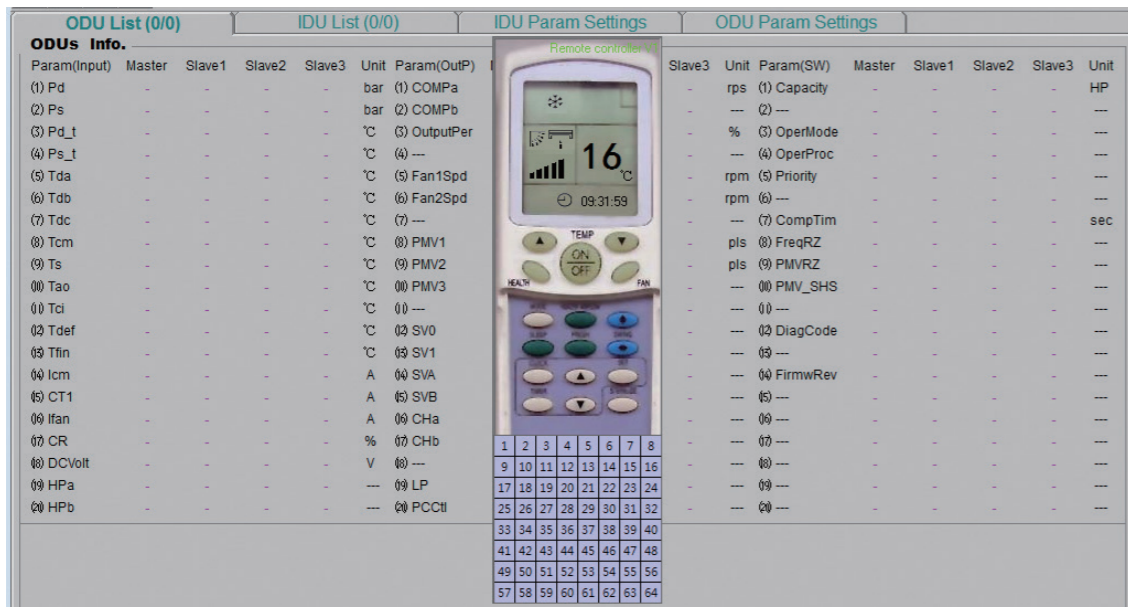 ODU List (0/0) IDU List (0/0) IDU Param Settings ODU Param Settings
ODUs Info.
Remote controller
Param(Input) Master Slave1 Slave2 Slave3 Unit Param(OutP) Slave3 Unit Param(SW) Master Slave1 Slave2 Slave3 Unit
(1) Pd - - - - bar (1) COMPa - rps (1) Capacity - - - - HP
(2) Ps - - - - bar (2) COMPb - --- (2) --- - - - - ---
(3) Pd_t - - - - °C (3) OutputPer - % (3) OperMode - - - - ---
(4) Ps_t - - - - °C (4) --- - --- (4) OperProc - - - - ---
(5) Tda - - - - °C (5) Fan1Spd - rpm (5) Priority - - - - ---
(6) Tdb - - - - °C (6) Fan2Spd - rpm (6) --- - - - - ---
(7) Tdc - - - - °C (7) --- - --- (7) CompTim - - - - sec
(8) Tcm - - - - °C (8) PMV1 - pls (8) FreqRZ - - - - ---
(9) Ts - - - - °C (9) PMV2 - pls (9) PMVRZ - - - - ---
(10) Tao - - - - °C (10) PMV3 - --- (10) PMV_SHS - - - - ---
(11) Tci - - - - °C (11) --- - --- (11) --- - - - - ---
(12) Tdef - - - - °C (12) SV0 - --- (12) DiagCode - - - - ---
(13) Tfin - - - - °C (13) SV1 - --- (13) --- - - - - ---
(14) Icm - - - - A (14) SVA - --- (14) FirmwRev - - - - ---
(15) CT1 - - - - A (15) SVB - --- (15) --- - - - - ---
(16) Ifan - - - - A (16) CHa - --- (16) --- - - - - ---
(17) CR - - - - % (17) CHb - --- (17) --- - - - - ---
(18) DCVolt - - - - V (18) --- - --- (18) --- - - - - ---
(19) HPa - - - - --- (19) LP - --- (19) --- - - - - ---
(20) HPb - - - - --- (20) PCCtl - --- (20) --- - - - - ---
16 °C
09:31:59
TEMP
ON
OFF
HEALTH FAN
CLOCK SET
1 2 3 4 5 6 7 8
9 10 11 12 13 14 15 16
17 18 19 20 21 22 23 24
25 26 27 28 29 30 31 32
33 34 35 36 37 38 39 40
41 42 43 44 45 46 47 48
49 50 51 52 53 54 55 56
57 58 59 60 61 62 63 64